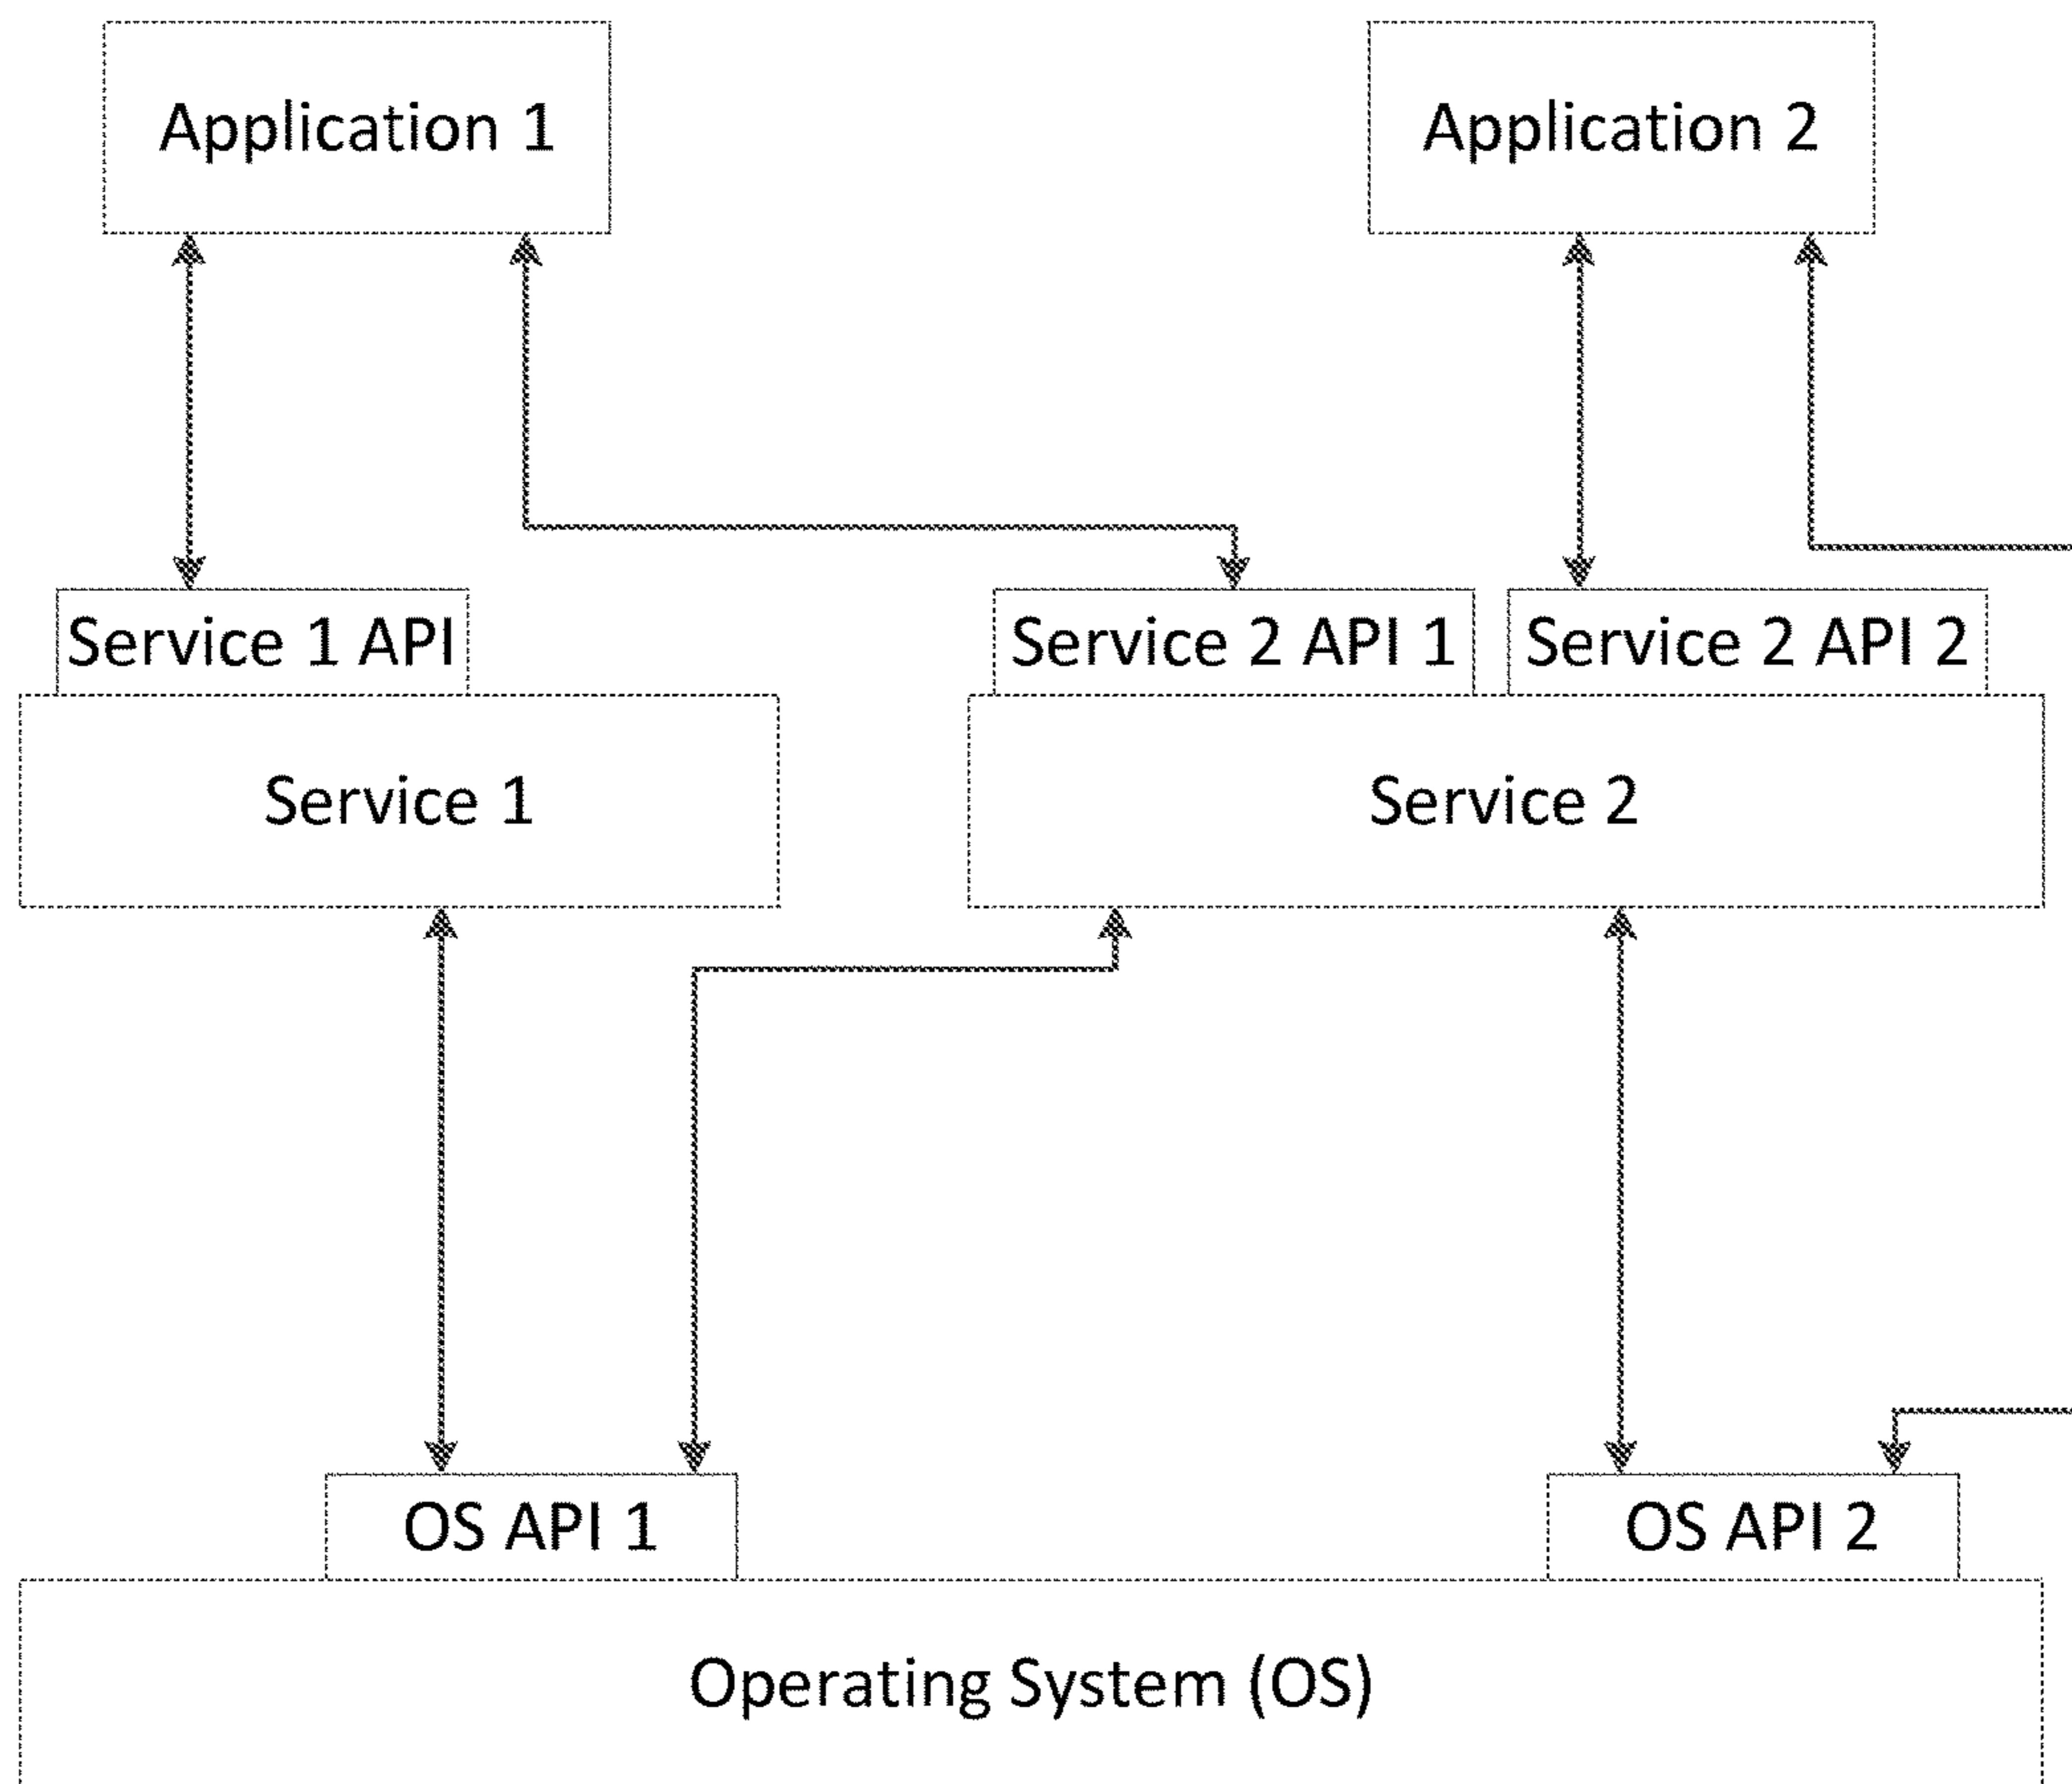 Application 1
Application 2
Service 1 API
Service 2 API 1
Service 2 API 2
Service 1
Service 2
OS API 1
OS API 2
Operating System (OS)